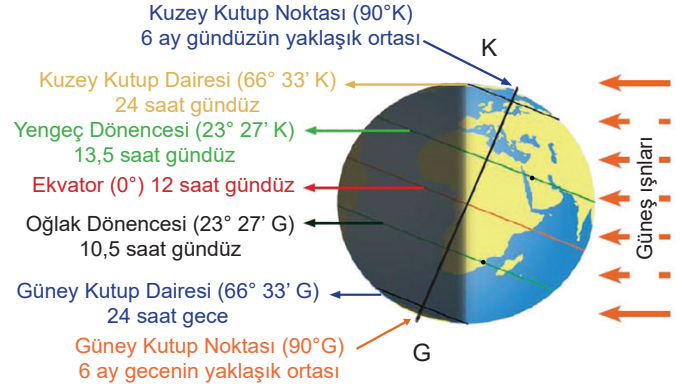 Kuzey Kutup Noktası (90°K)
6 ay gündüzün yaklaşık ortası
K
Kuzey Kutup Dairesi (66° 33’ K)
24 saat gündüz
Yengeç Dönencesi (23° 27’ K)
13,5 saat gündüz
Ekvator (0°) 12 saat gündüz
Oğlak Dönencesi (23° 27’ G)
10,5 saat gündüz
Güney Kutup Dairesi (66° 33’ G)
24 saat gece
Güney Kutup Noktası (90°G)
6 ay gecenin yaklaşık ortası
G
Güneş ışnları